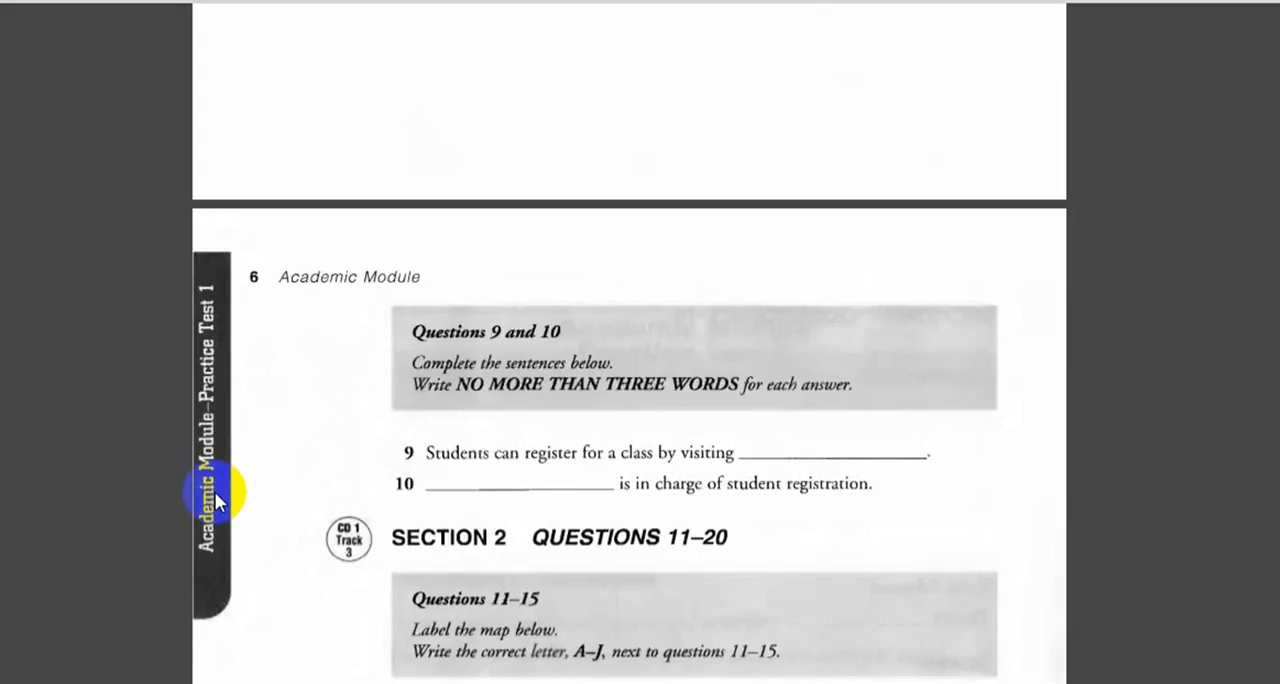 6 Academic Module
Academic Module–Practice Test 1
Questions 9 and 10
Complete the sentences below.
Write NO MORE THAN THREE WORDS for each answer.
9 Students can register for a class by visiting ____________________.
10 ____________________ is in charge of student registration.
CD 1
Track
3
SECTION 2 QUESTIONS 11–20
Questions 11–15
Label the map below.
Write the correct letter, A–J, next to questions 11–15.